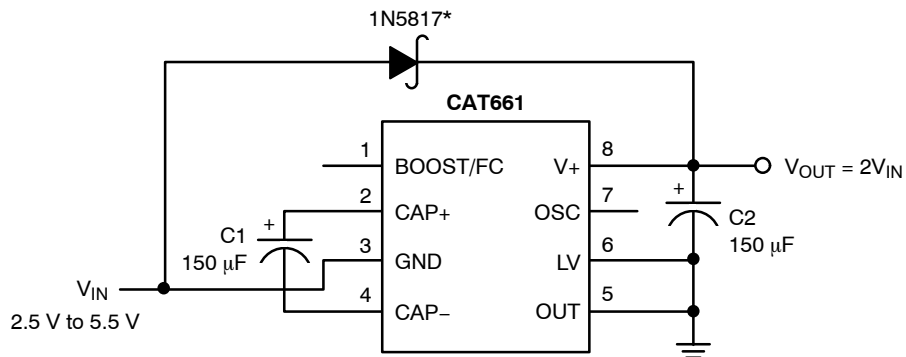 1N5817*
CAT661
1 BOOST/FC V+ 8
VOUT = 2VIN
2 CAP+ OSC 7
+ C1 150 μF
+ C2 150 μF
3 GND LV 6
VIN
2.5 V to 5.5 V
4 CAP− OUT 5